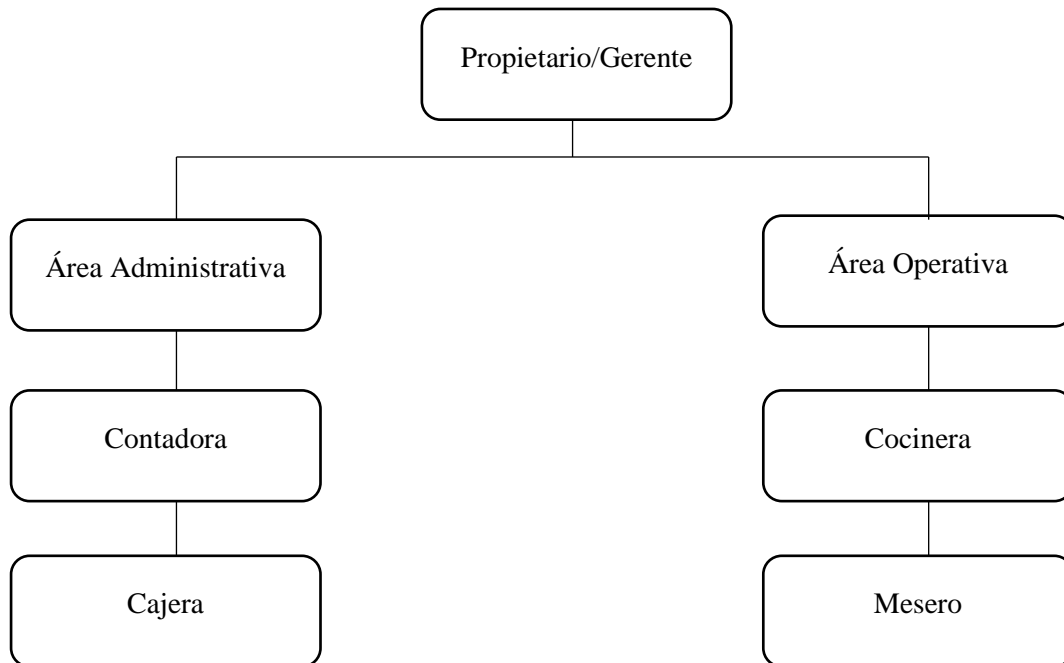 Propietario/Gerente
Área Administrativa
Área Operativa
Contadora
Cocinera
Cajera
Mesero